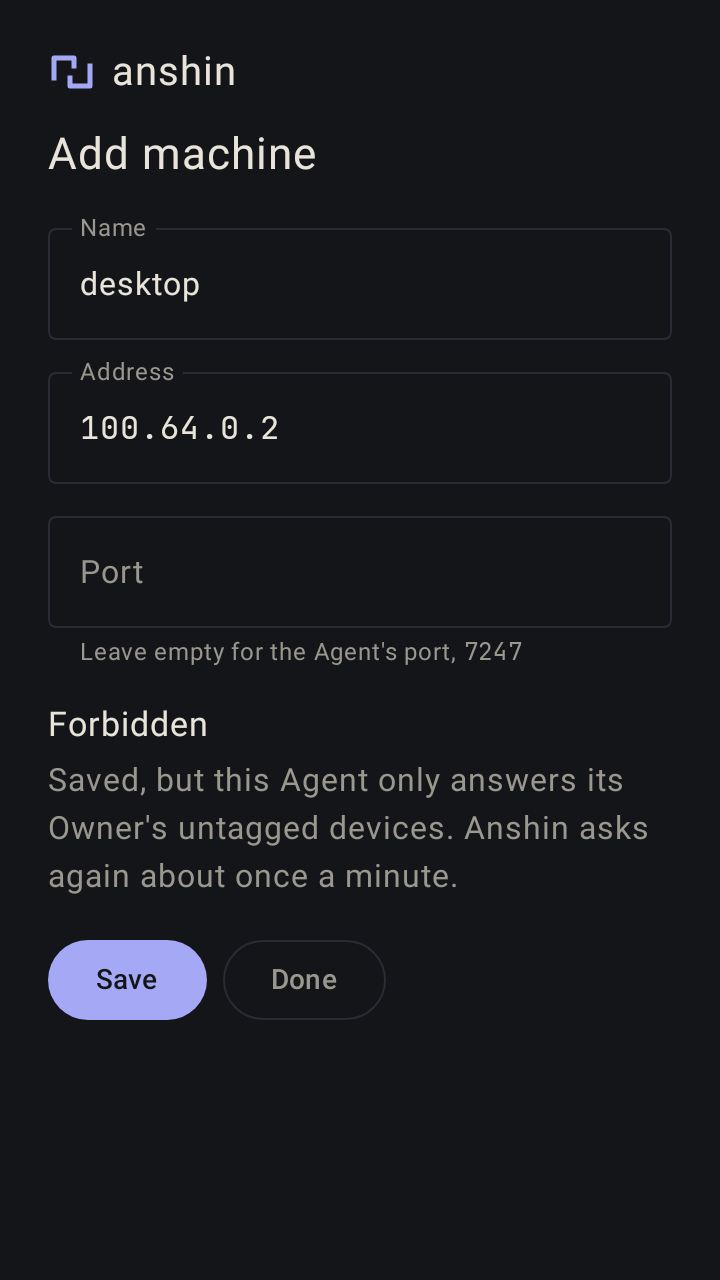 anshin
Add machine
Name
desktop
Address
100.64.0.2
Port
Leave empty for the Agent's port, 7247
Forbidden
Saved, but this Agent only answers its
Owner's untagged devices. Anshin asks
again about once a minute.
Save
Done